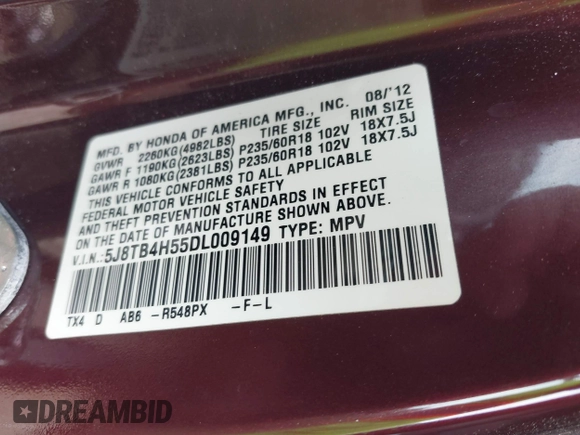 MFD. BY HONDA OF AMERICA MFG., INC. 08/'12
GVWR 2260KG(4982LBS) TIRE SIZE RIM SIZE
GAWR F 1190KG(2623LBS) P235/60R18 102V 18X7.5J
GAWR R 1080KG(2381LBS) P235/60R18 102V 18X7.5J
THIS VEHICLE CONFORMS TO ALL APPLICABLE
FEDERAL MOTOR VEHICLE SAFETY
AND THEFT PREVENTION STANDARDS IN EFFECT
ON THE DATE OF MANUFACTURE SHOWN ABOVE.
V.I.N.:5J8TB4H55DL009149 TYPE: MPV
TX4 D AB6 -R548PX -F-L
DREAMBID